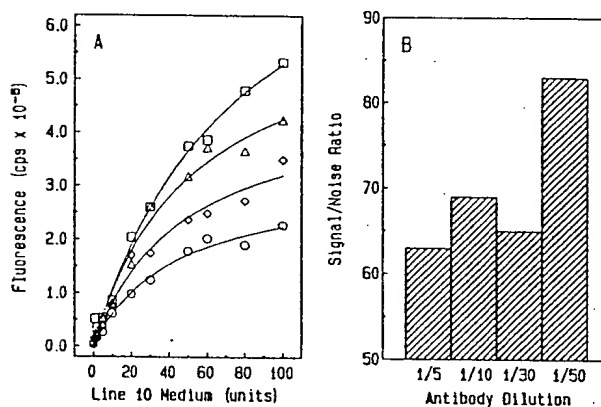 A
6.0
5.0
4.0
3.0
2.0
1.0
0.0
Fluorescence (cps x 10⁻⁵)
0 20 40 60 80 100
Line 10 Medium (units)
B
90
80
70
60
50
Signal/Noise Ratio
1/5 1/10 1/30 1/50
Antibody Dilution